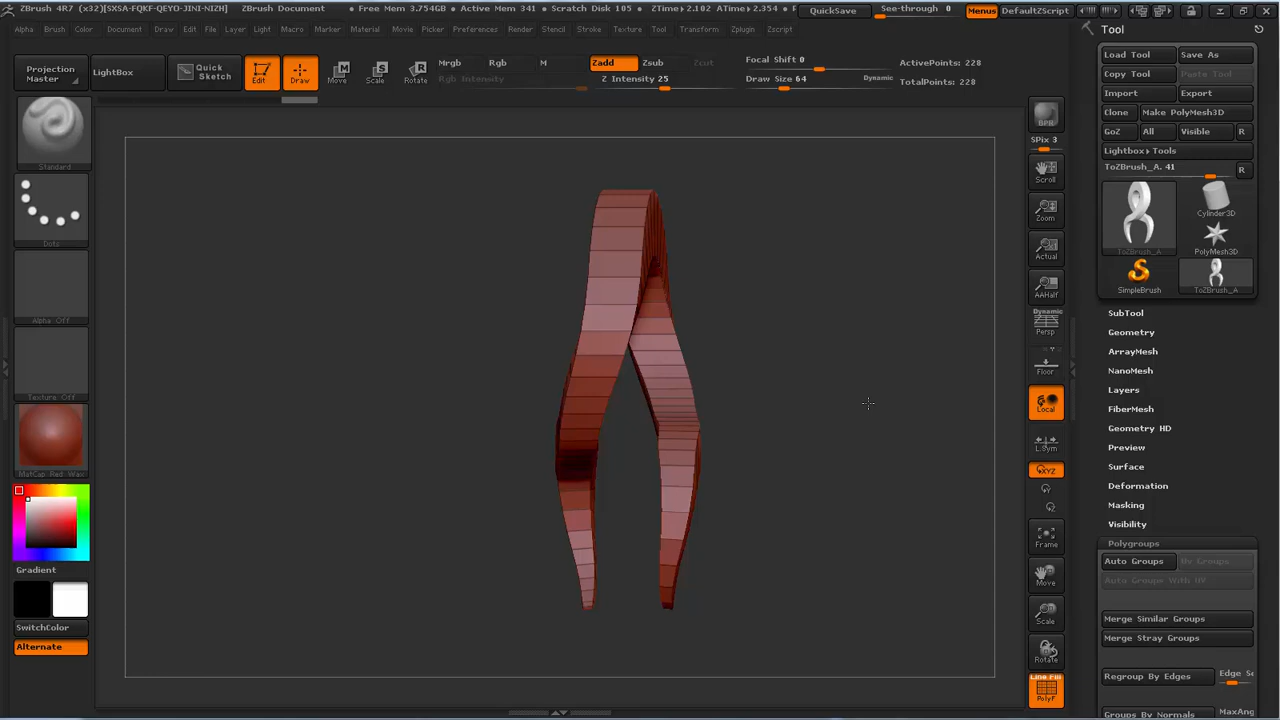 ZBrush 4R7 (x32)[SXSA-FQKF-QEYO-JINI-NIZH] ZBrush Document • Free Mem 3.754GB • Active Mem 341 • Scratch Disk 105 • ZTime▸2.102 ATime▸2.354 • QuickSave See-through 0 Menus DefaultZScript
Alpha Brush Color Document Draw Edit File Layer Light Macro Marker Material Movie Picker Preferences Render Stencil Stroke Texture Tool Transform Zplugin Zscript
Projection Master
LightBox
Quick Sketch
Edit
Draw
Move
Scale
Rotate
Mrgb Rgb M
Rgb Intensity
Zadd Zsub Zcut
Z Intensity 25
Focal Shift 0
Draw Size 64 Dynamic
ActivePoints: 228
TotalPoints: 228
Standard
Dots
Alpha Off
Texture Off
MatCap Red Wax
Gradient
SwitchColor
Alternate
BPR
SPix 3
Scroll
Zoom
Actual
AAHalf
Dynamic
Persp
Floor
Local
L.Sym
XYZ
Y
Z
Frame
Move
Scale
Rotate
Line Fill
PolyF
Tool
Load Tool Save As
Copy Tool Paste Tool
Import Export
Clone Make PolyMesh3D
GoZ All Visible R
Lightbox▸Tools
ToZBrush_A. 41 R
ToZBrush_A
Cylinder3D
PolyMesh3D
SimpleBrush
ToZBrush_A
SubTool
Geometry
ArrayMesh
NanoMesh
Layers
FiberMesh
Geometry HD
Preview
Surface
Deformation
Masking
Visibility
Polygroups
Auto Groups Uv Groups
Auto Groups With UV
Merge Similar Groups
Merge Stray Groups
Regroup By Edges Edge Se
Groups By Normals MaxAng